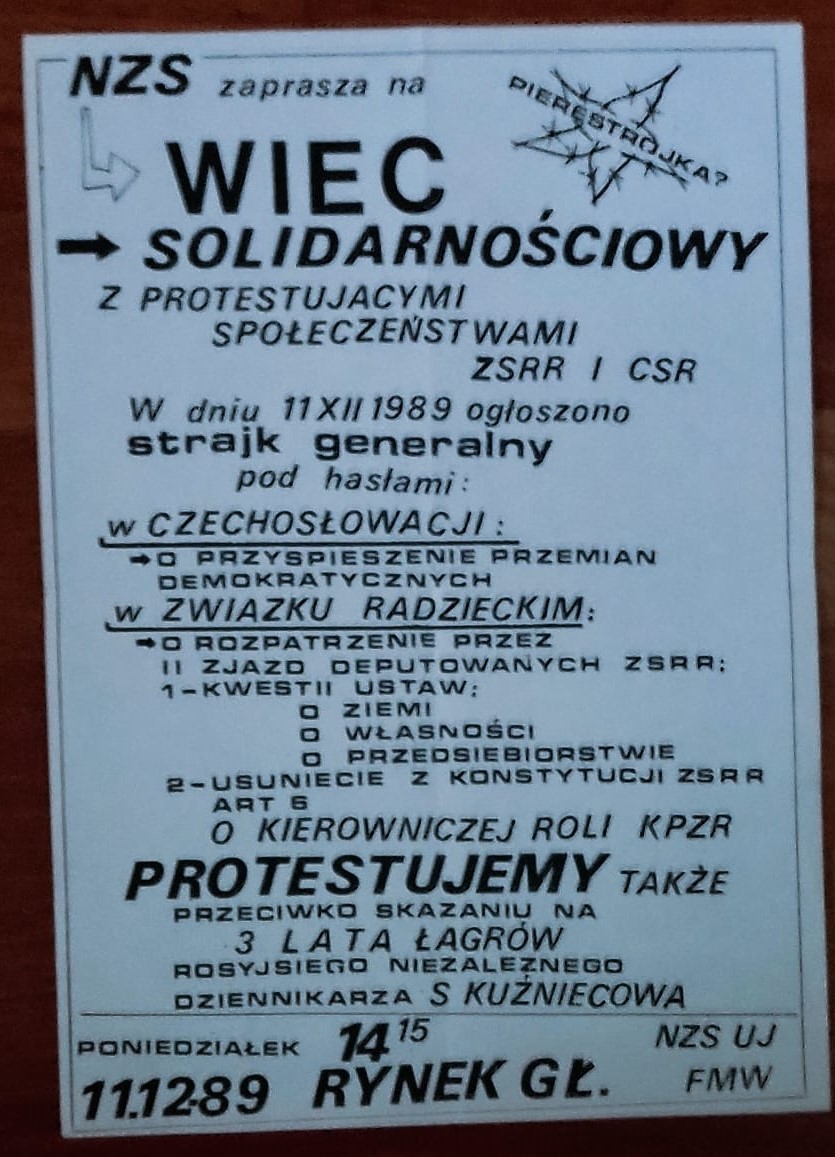 NZS zaprasza na
PIERESTROJKA?
WIEC
SOLIDARNOŚCIOWY
Z PROTESTUJACYMI
SPOŁECZEŃSTWAMI
ZSRR I CSR
W dniu 11 XII 1989 ogłoszono
strajk generalny
pod hasłami:
w CZECHOSŁOWACJI:
O PRZYSPIESZENIE PRZEMIAN
DEMOKRATYCZNYCH
w ZWIAZKU RADZIECKIM:
O ROZPATRZENIE PRZEZ
II ZJAZD DEPUTOWANYCH ZSRR:
1-KWESTII USTAW:
O ZIEMI
O WŁASNOŚCI
O PRZEDSIEBIORSTWIE
2-USUNIECIE Z KONSTYTUCJI ZSRR
ART 6
O KIEROWNICZEJ ROLI KPZR
PROTESTUJEMY TAKŻE
PRZECIWKO SKAZANIU NA
3 LATA ŁAGRÓW
ROSYJSIEGO NIEZALEŻNEGO
DZIENNIKARZA S KUŹNIECOWA
PONIEDZIAŁEK 14 15 NZS UJ
11.12-89 RYNEK GŁ. FMW